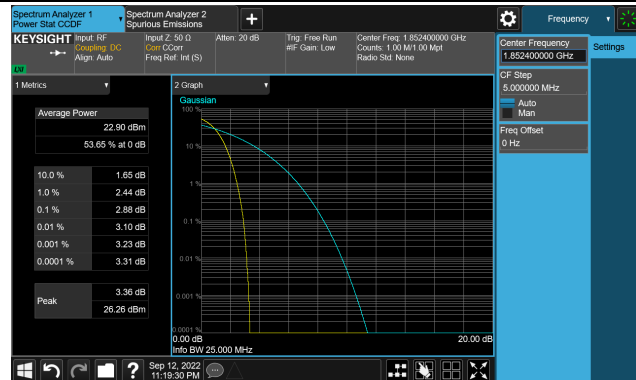 Spectrum Analyzer 1
Power Stat CCDF
Spectrum Analyzer 2
Spurious Emissions
Frequency
KEYSIGHT
Input: RF
Coupling: DC
Align: Auto
Input Z: 50 Ω
Corr CCorr
Freq Ref: Int (S)
Atten: 20 dB
Trig: Free Run
#IF Gain: Low
Center Freq: 1.852400000 GHz
Counts: 1.00 M/1.00 Mpt
Radio Std: None
LXI
Center Frequency
1.852400000 GHz
Settings
CF Step
5.000000 MHz
Auto
Man
Freq Offset
0 Hz
1 Metrics
Average Power
22.90 dBm
53.65 % at 0 dB
10.0 % 1.65 dB
1.0 % 2.44 dB
0.1 % 2.88 dB
0.01 % 3.10 dB
0.001 % 3.23 dB
0.0001 % 3.31 dB
Peak
3.36 dB
26.26 dBm
2 Graph
Gaussian
100 %
10 %
1 %
0.1 %
0.01 %
0.001 %
0.0001 %
0.00 dB 20.00 dB
Info BW 25.000 MHz
Sep 12, 2022
11:19:30 PM